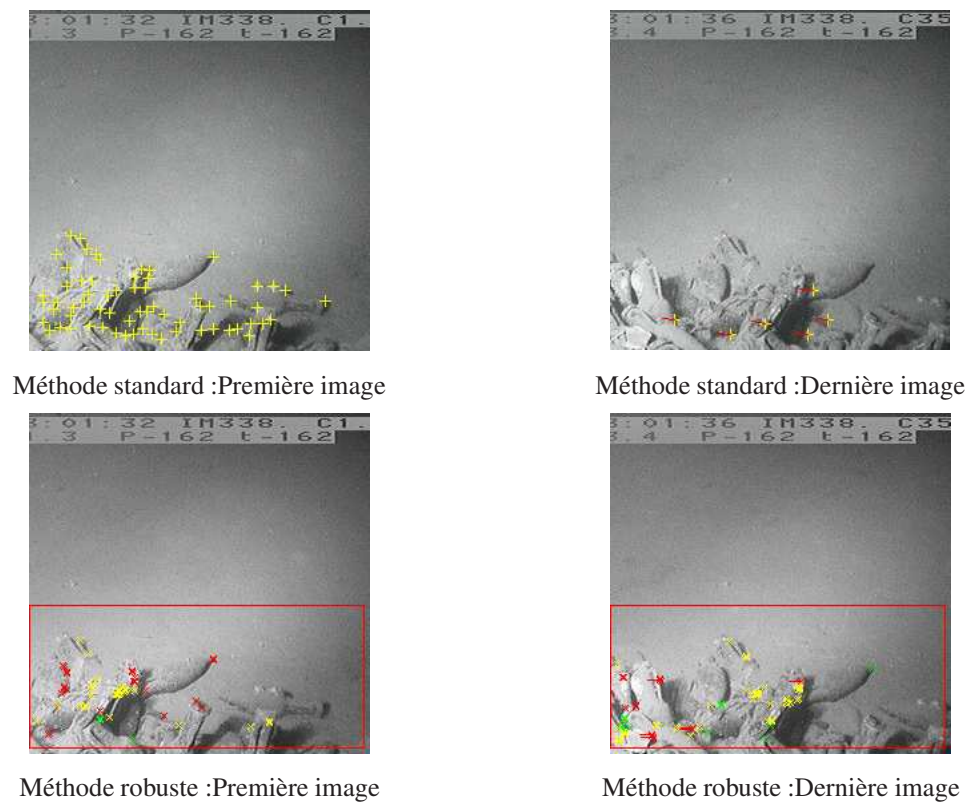 3:01:32 IM338. C1.
1.3 P-162 t-162
3:01:36 IM338. C35
3.4 P-162 t-162
Méthode standard :Première image
Méthode standard :Dernière image
3:01:32 IM338. C1.
1.3 P-162 t-162
3:01:36 IM338. C35
3.4 P-162 t-162
Méthode robuste :Première image
Méthode robuste :Dernière image